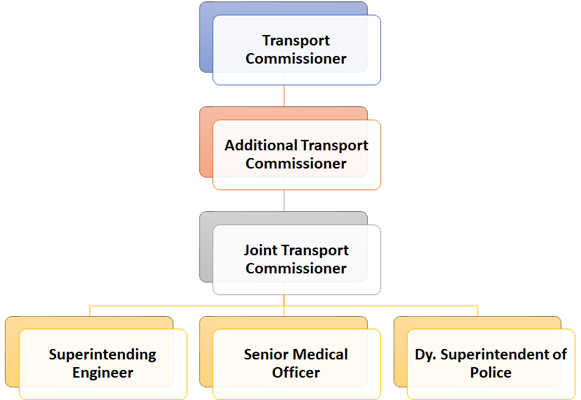 Transport
Commissioner
Additional Transport
Commissioner
Joint Transport
Commissioner
Superintending
Engineer
Senior Medical
Officer
Dy. Superintendent of
Police